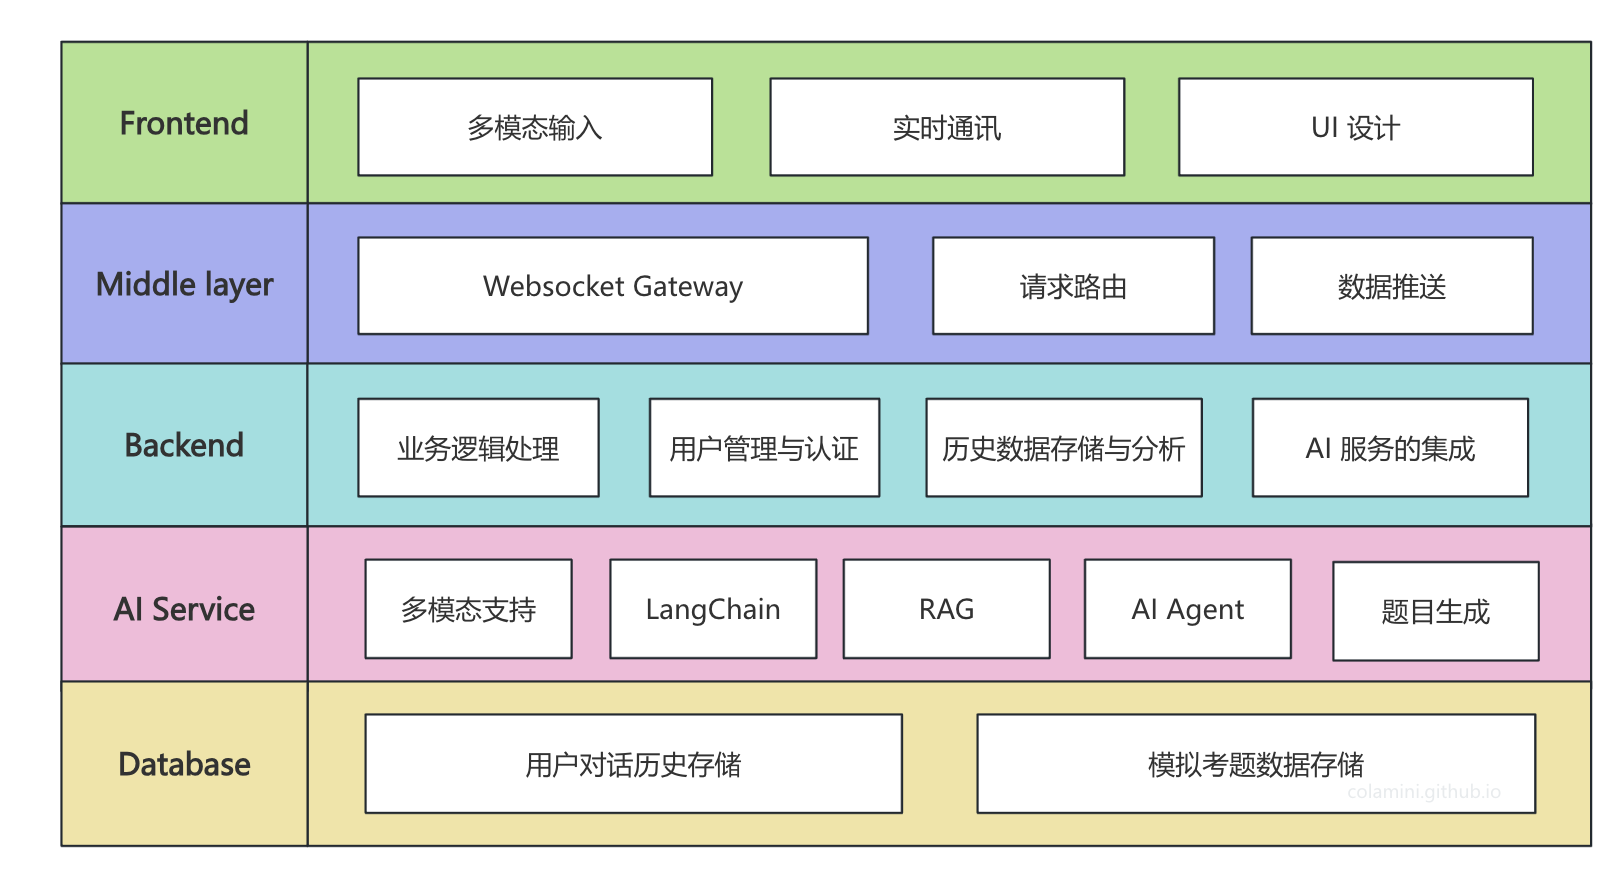 Frontend
多模态输入
实时通讯
UI 设计
Middle layer
Websocket Gateway
请求路由
数据推送
Backend
业务逻辑处理
用户管理与认证
历史数据存储与分析
AI 服务的集成
AI Service
多模态支持
LangChain
RAG
AI Agent
题目生成
Database
用户对话历史存储
模拟考题数据存储
colamini.github.io